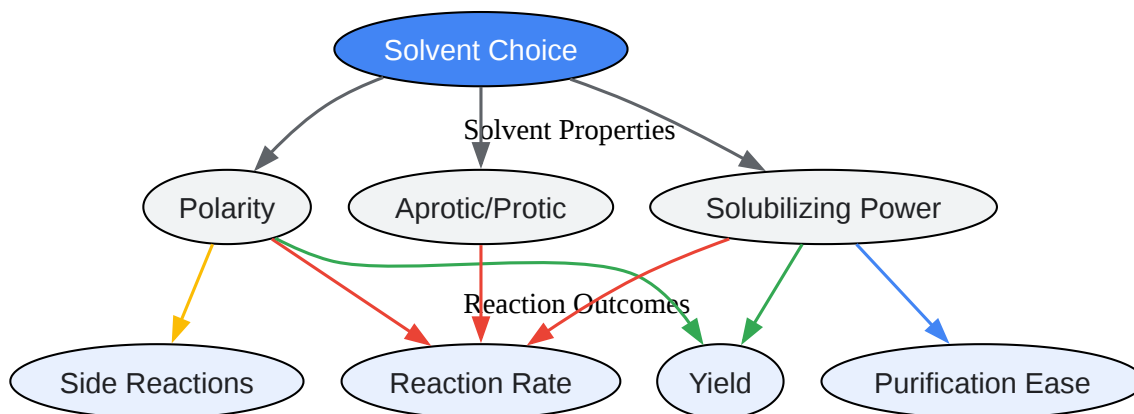 Solvent Choice
Solvent Properties
Polarity
Aprotic/Protic
Solubilizing Power
Reaction Outcomes
Side Reactions
Reaction Rate
Yield
Purification Ease